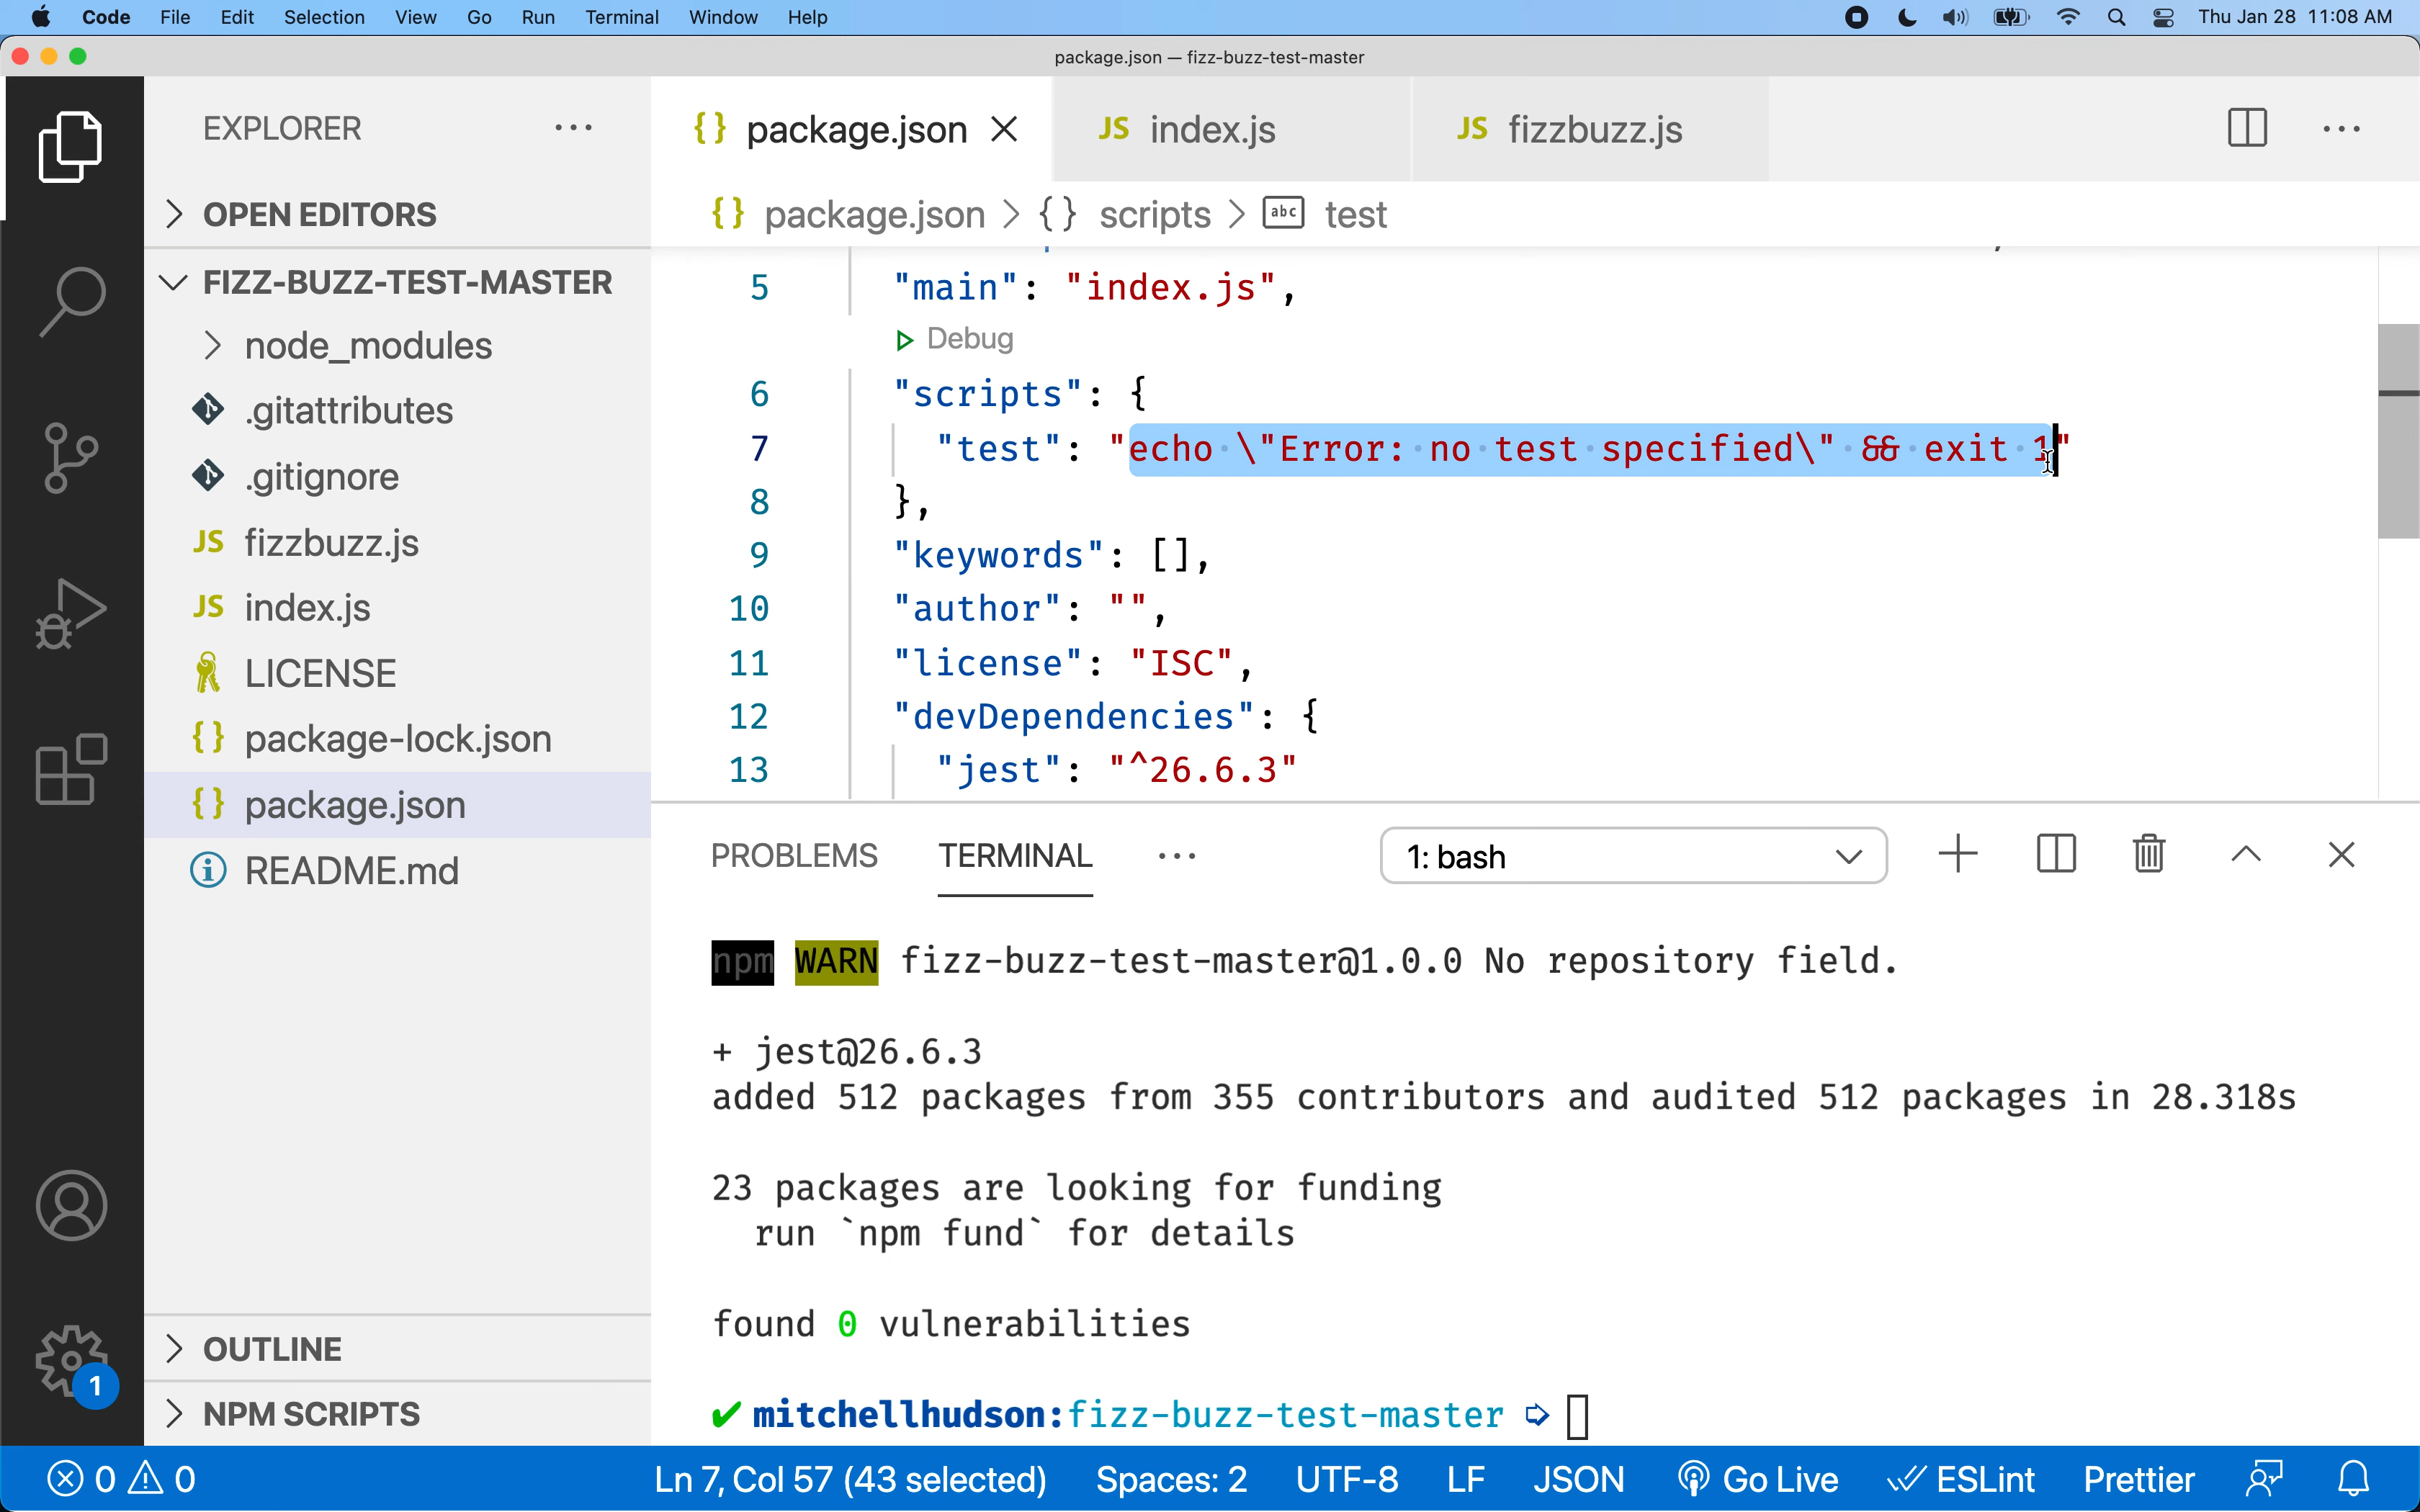 Code File Edit Selection View Go Run Terminal Window Help Thu Jan 28 11:08 AM
package.json — fizz-buzz-test-master
EXPLORER
OPEN EDITORS
FIZZ-BUZZ-TEST-MASTER
node_modules
.gitattributes
.gitignore
JS fizzbuzz.js
JS index.js
LICENSE
{} package-lock.json
{} package.json
README.md
OUTLINE
NPM SCRIPTS
1
{} package.json JS index.js JS fizzbuzz.js
{} package.json > {} scripts > abc test
5 "main": "index.js",
Debug
6 "scripts": {
7 "test": "echo \"Error: no test specified\" && exit 1"
8 },
9 "keywords": [],
10 "author": "",
11 "license": "ISC",
12 "devDependencies": {
13 "jest": "^26.6.3"
PROBLEMS TERMINAL 1: bash
npm WARN fizz-buzz-test-master@1.0.0 No repository field.
+ jest@26.6.3
added 512 packages from 355 contributors and audited 512 packages in 28.318s
23 packages are looking for funding
run `npm fund` for details
found 0 vulnerabilities
✔ mitchellhudson:fizz-buzz-test-master ➩
0 0 Ln 7, Col 57 (43 selected) Spaces: 2 UTF-8 LF JSON Go Live ESLint Prettier